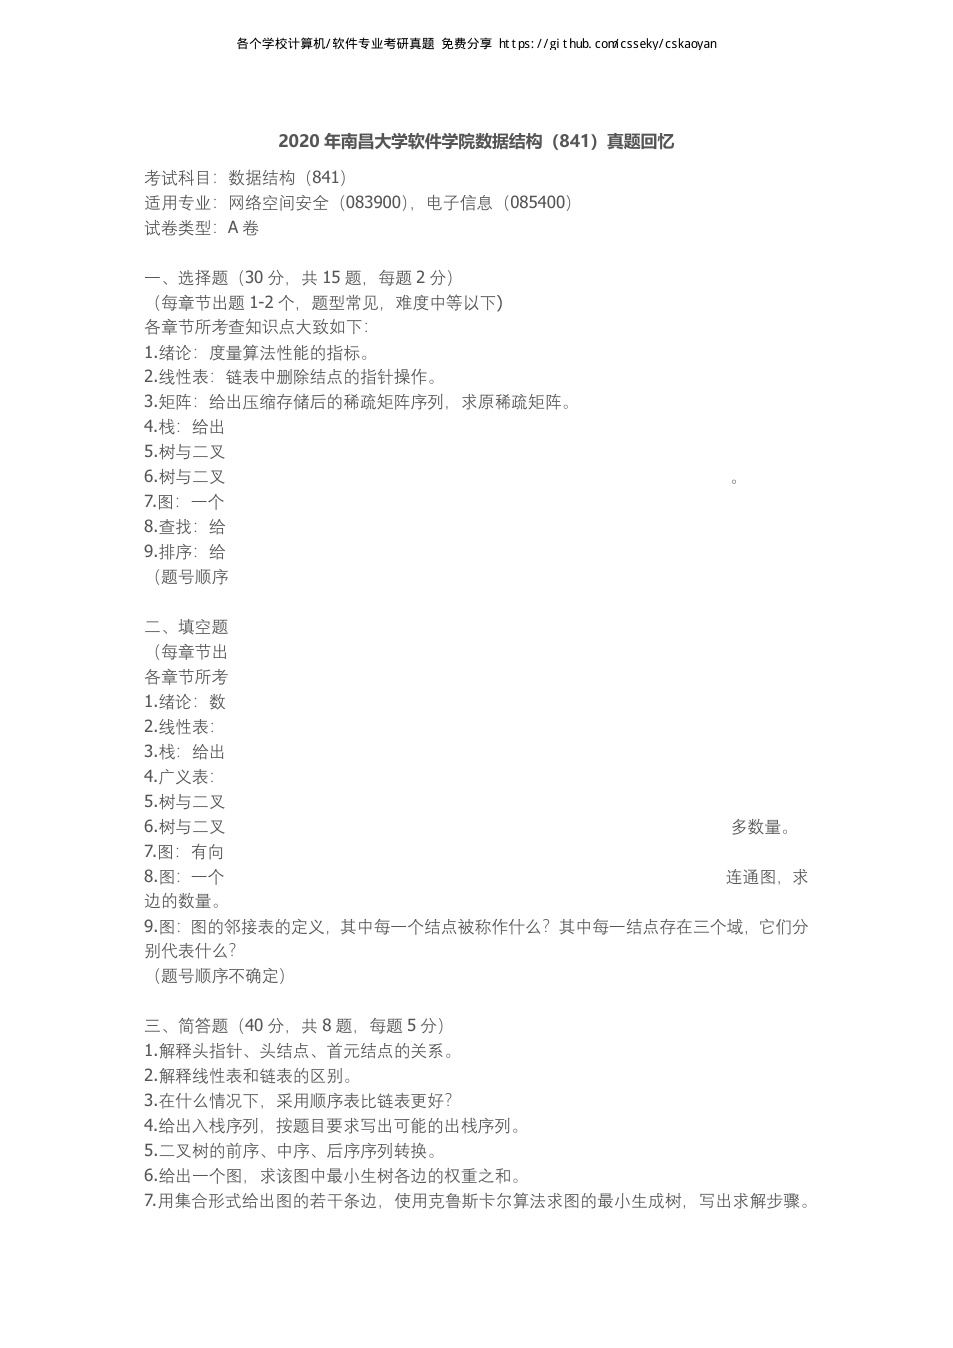 各个学校计算机/软件专业考研真题 免费分享 https://github.com/csseky/cskaoyan
2020 年南昌大学软件学院数据结构（841）真题回忆
考试科目：数据结构（841）
适用专业：网络空间安全（083900），电子信息（085400）
试卷类型：A 卷
一、选择题（30 分，共 15 题，每题 2 分）
（每章节出题 1-2 个，题型常见，难度中等以下)
各章节所考查知识点大致如下：
1.绪论：度量算法性能的指标。
2.线性表：链表中删除结点的指针操作。
3.矩阵：给出压缩存储后的稀疏矩阵序列，求原稀疏矩阵。
4.栈：给出
5.树与二叉
6.树与二叉 。
7.图：一个
8.查找：给
9.排序：给
（题号顺序
二、填空题
（每章节出
各章节所考
1.绪论：数
2.线性表：
3.栈：给出
4.广义表：
5.树与二叉
6.树与二叉 多数量。
7.图：有向
8.图：一个 连通图，求
边的数量。
9.图：图的邻接表的定义，其中每一个结点被称作什么？其中每一结点存在三个域，它们分
别代表什么？
（题号顺序不确定）
三、简答题（40 分，共 8 题，每题 5 分）
1.解释头指针、头结点、首元结点的关系。
2.解释线性表和链表的区别。
3.在什么情况下，采用顺序表比链表更好？
4.给出入栈序列，按题目要求写出可能的出栈序列。
5.二叉树的前序、中序、后序序列转换。
6.给出一个图，求该图中最小生树各边的权重之和。
7.用集合形式给出图的若干条边，使用克鲁斯卡尔算法求图的最小生成树，写出求解步骤。